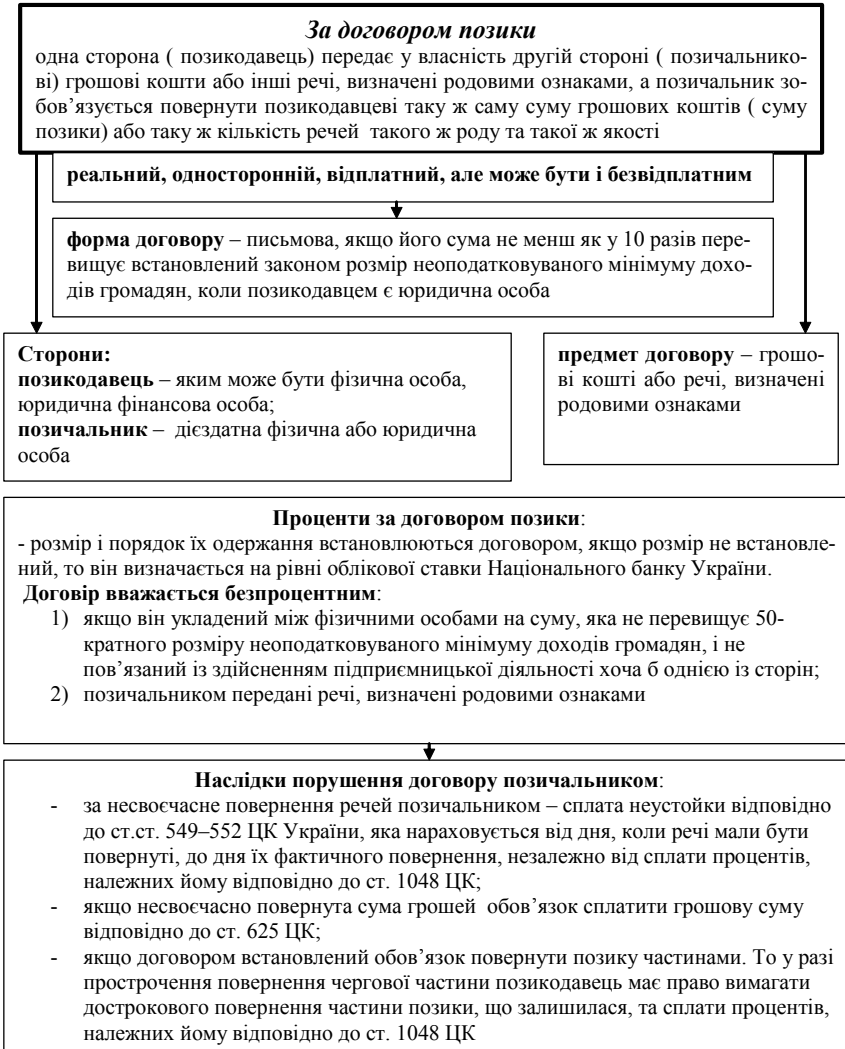 За договором позики
одна сторона ( позикодавець) передає у власність другій стороні ( позичальнико-
ві) грошові кошти або інші речі, визначені родовими ознаками, а позичальник зо-
бов’язується повернути позикодавцеві таку ж саму суму грошових коштів ( суму
позики) або таку ж кількість речей такого ж роду та такої ж якості
реальний, односторонній, відплатний, але може бути і безвідплатним
форма договору – письмова, якщо його сума не менш як у 10 разів пере-
вищує встановлений законом розмір неоподатковуваного мінімуму дохо-
дів громадян, коли позикодавцем є юридична особа
Сторони:
позикодавець – яким може бути фізична особа,
юридична фінансова особа;
позичальник – дієздатна фізична або юридична
особа
предмет договору – грошо-
ві кошті або речі, визначені
родовими ознаками
Проценти за договором позики:
- розмір і порядок їх одержання встановлюються договором, якщо розмір не встановле-
ний, то він визначається на рівні облікової ставки Національного банку України.
Договір вважається безпроцентним:
1) якщо він укладений між фізичними особами на суму, яка не перевищує 50-
кратного розміру неоподатковуваного мінімуму доходів громадян, і не
пов’язаний із здійсненням підприємницької діяльності хоча б однією із сторін;
2) позичальником передані речі, визначені родовими ознаками
Наслідки порушення договору позичальником:
- за несвоєчасне повернення речей позичальником – сплата неустойки відповідно
до ст.ст. 549–552 ЦК України, яка нараховується від дня, коли речі мали бути
повернуті, до дня їх фактичного повернення, незалежно від сплати процентів,
належних йому відповідно до ст. 1048 ЦК;
- якщо несвоєчасно повернута сума грошей обов’язок сплатити грошову суму
відповідно до ст. 625 ЦК;
- якщо договором встановлений обов’язок повернути позику частинами. То у разі
прострочення повернення чергової частини позикодавець має право вимагати
дострокового повернення частини позики, що залишилася, та сплати процентів,
належних йому відповідно до ст. 1048 ЦК